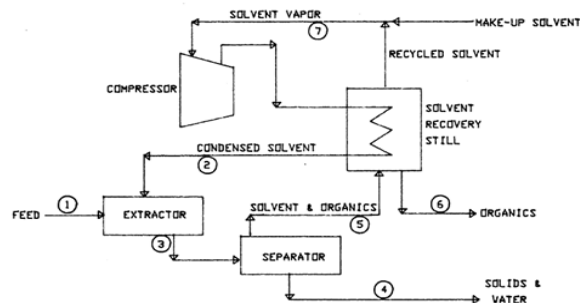 SOLVENT VAPOR
7
MAKE-UP SOLVENT
RECYCLED SOLVENT
COMPRESSOR
SOLVENT
RECOVERY
STILL
CONDENSED SOLVENT
2
1
FEED
EXTRACTOR
SOLVENT & ORGANICS
5
6
ORGANICS
3
SEPARATOR
4
SOLIDS &
WATER